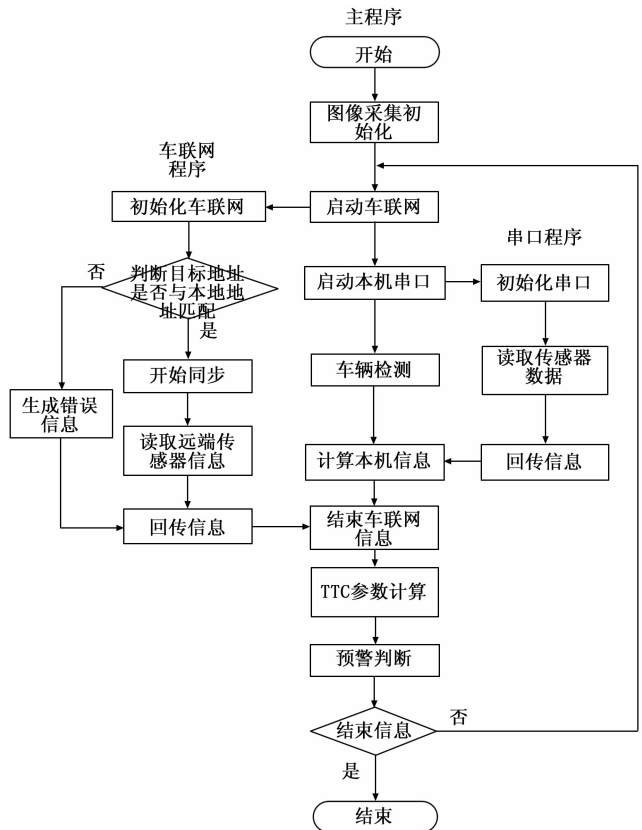 主程序
开始
图像采集初
始化
车联网
程序
初始化车联网
启动车联网
串口程序
否
判断目标地址
是否与本地地
址匹配
是
启动本机串口
初始化串口
开始同步
车辆检测
读取传感器
数据
生成错误
信息
读取远端传
感器信息
计算本机信息
回传信息
回传信息
结束车联网
信息
TTC参数计算
预警判断
结束信息
否
是
结束